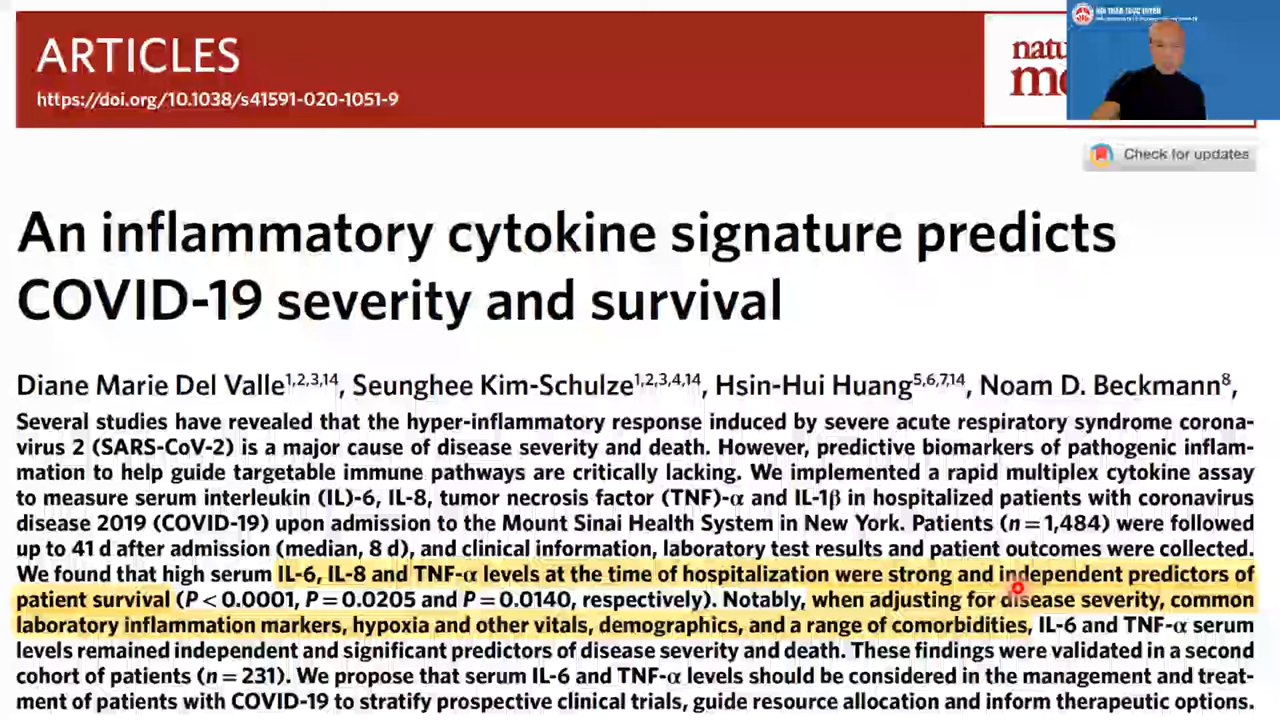 ARTICLES
https://doi.org/10.1038/s41591-020-1051-9
HỘI THẢO TRỰC TUYẾN
Check for updates
An inflammatory cytokine signature predicts
COVID-19 severity and survival
Diane Marie Del Valle1,2,3,14, Seunghee Kim-Schulze1,2,3,4,14, Hsin-Hui Huang5,6,7,14, Noam D. Beckmann8,
Several studies have revealed that the hyper-inflammatory response induced by severe acute respiratory syndrome corona-
virus 2 (SARS-CoV-2) is a major cause of disease severity and death. However, predictive biomarkers of pathogenic inflam-
mation to help guide targetable immune pathways are critically lacking. We implemented a rapid multiplex cytokine assay
to measure serum interleukin (IL)-6, IL-8, tumor necrosis factor (TNF)-α and IL-1β in hospitalized patients with coronavirus
disease 2019 (COVID-19) upon admission to the Mount Sinai Health System in New York. Patients (n = 1,484) were followed
up to 41 d after admission (median, 8 d), and clinical information, laboratory test results and patient outcomes were collected.
We found that high serum IL-6, IL-8 and TNF-α levels at the time of hospitalization were strong and independent predictors of
patient survival (P < 0.0001, P = 0.0205 and P = 0.0140, respectively). Notably, when adjusting for disease severity, common
laboratory inflammation markers, hypoxia and other vitals, demographics, and a range of comorbidities, IL-6 and TNF-α serum
levels remained independent and significant predictors of disease severity and death. These findings were validated in a second
cohort of patients (n = 231). We propose that serum IL-6 and TNF-α levels should be considered in the management and treat-
ment of patients with COVID-19 to stratify prospective clinical trials, guide resource allocation and inform therapeutic options.